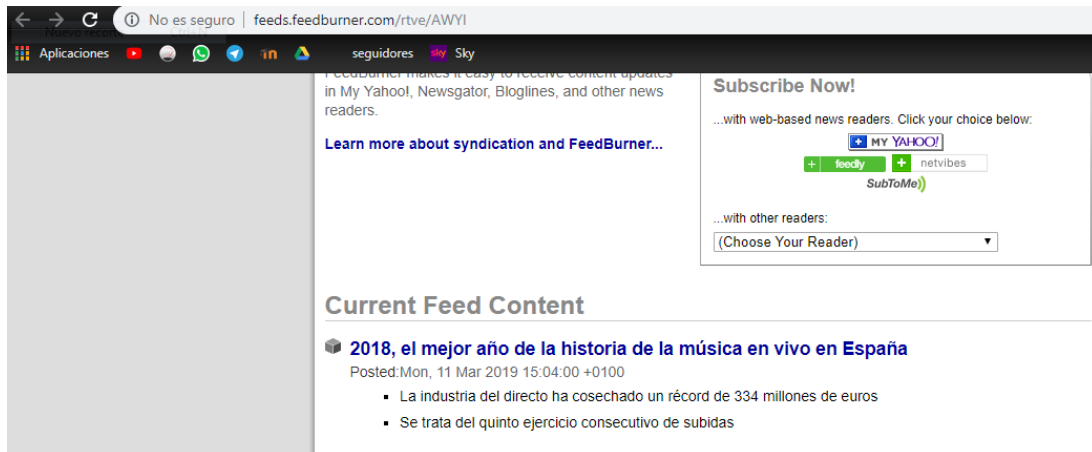 No es seguro | feeds.feedburner.com/rtve/AWYI
Aplicaciones in seguidores sky Sky
FeedBurner makes it easy to receive content updates
in My Yahoo!, Newsgator, Bloglines, and other news
readers.
Learn more about syndication and FeedBurner...
Subscribe Now!
...with web-based news readers. Click your choice below:
+ MY YAHOO!
+ feedly + netvibes
SubToMe))
...with other readers:
(Choose Your Reader)
Current Feed Content
2018, el mejor año de la historia de la música en vivo en España
Posted:Mon, 11 Mar 2019 15:04:00 +0100
La industria del directo ha cosechado un récord de 334 millones de euros
Se trata del quinto ejercicio consecutivo de subidas